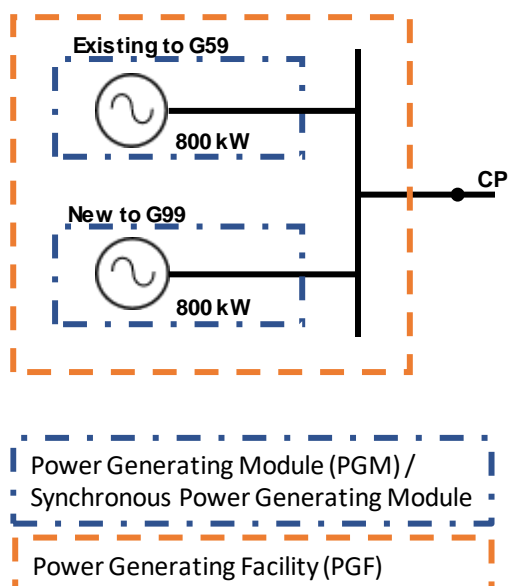 Existing to G59
800 kW
CP
New to G99
800 kW
Power Generating Module (PGM) /
Synchronous Power Generating Module
Power Generating Facility (PGF)